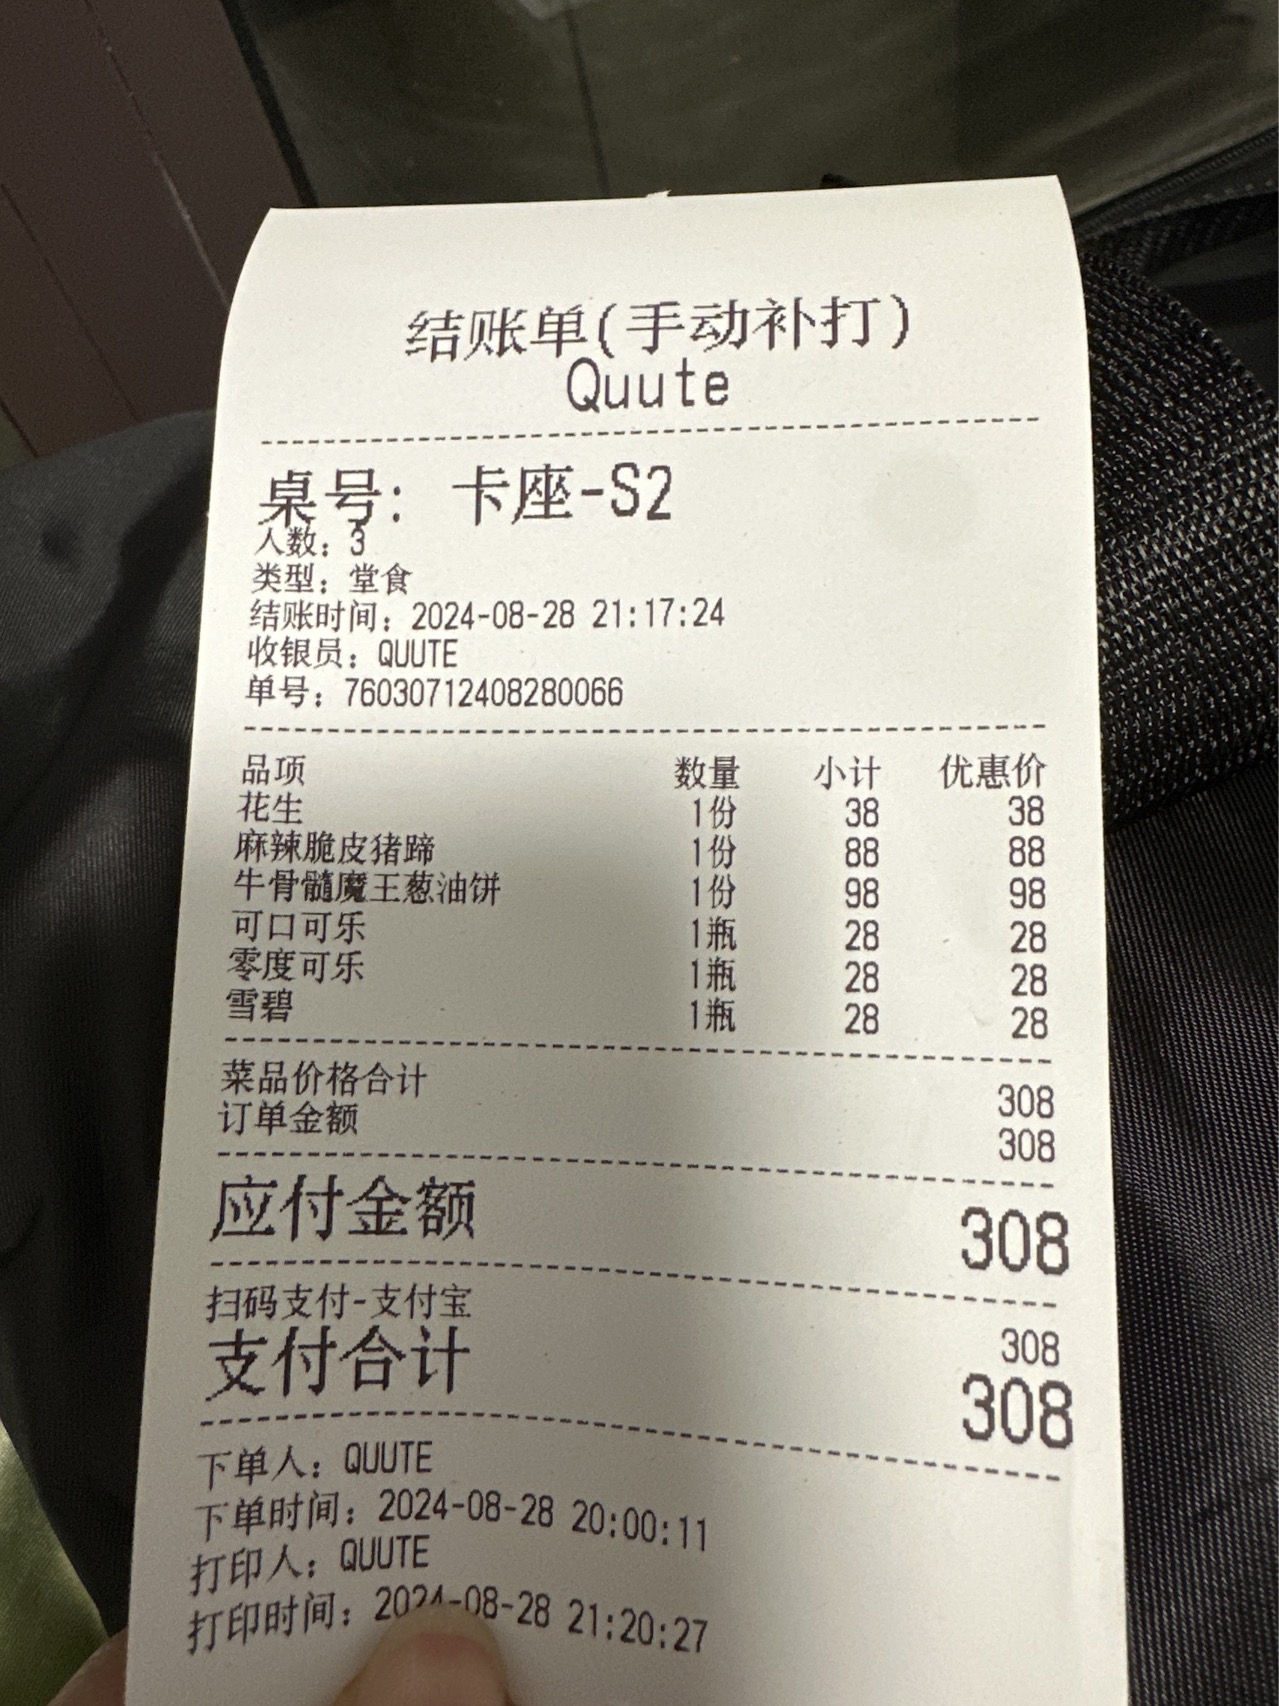 结账单(手动补打)
Quute
桌号: 卡座-S2
人数: 3
类型: 堂食
结账时间: 2024-08-28 21:17:24
收银员: QUUTE
单号: 76030712408280066
品项 数量 小计 优惠价
花生 1份 38 38
麻辣脆皮猪蹄 1份 88 88
牛骨髓魔王葱油饼 1份 98 98
可口可乐 1瓶 28 28
零度可乐 1瓶 28 28
雪碧 1瓶 28 28
菜品价格合计 308
订单金额 308
应付金额 308
扫码支付-支付宝 308
支付合计 308
下单人: QUUTE
下单时间: 2024-08-28 20:00:11
打印人: QUUTE
打印时间: 2024-08-28 21:20:27